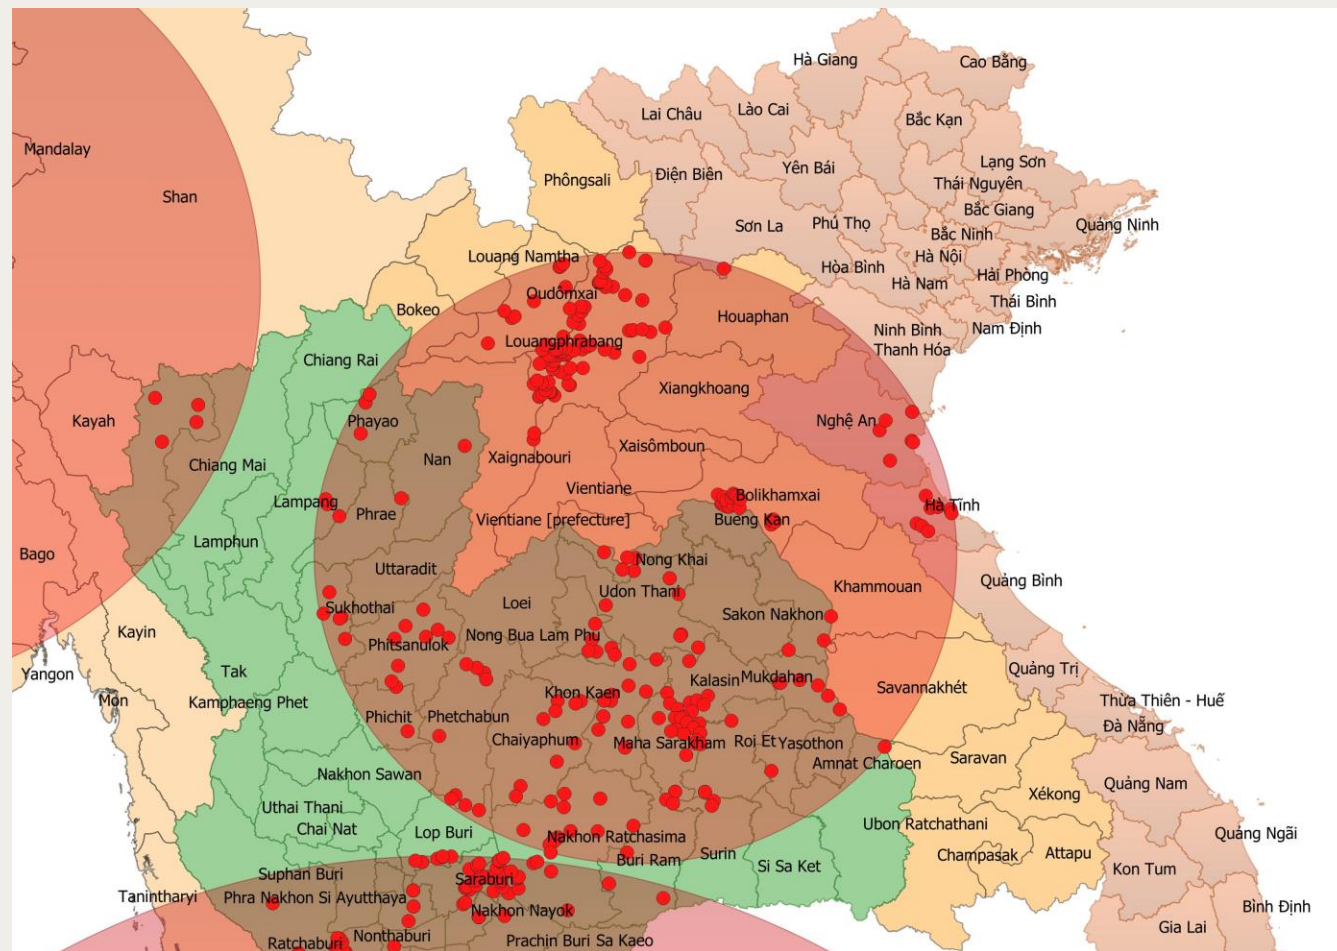 Hà Giang
Cao Bằng
Lai Châu
Lào Cai
Bắc Kạn
Mandalay
Lạng Sơn
Yên Bái
Điện Biên
Phôngsali
Thái Nguyên
Shan
Bắc Giang
Phú Thọ
Sơn La
Quảng Ninh
Bắc Ninh
Hà Nội
Louang Namtha
Hòa Bình
Hải Phòng
Hà Nam
Oudômxai
Thái Bình
Bokeo
Houaphan
Ninh Bình
Nam Định
Louangphrabang
Thanh Hóa
Chiang Rai
Xiangkhoang
Kayah
Phayao
Nghệ An
Xaisômboun
Nan
Xaignabouri
Chiang Mai
Vientiane
Bolikhamxai
Lampang
Hà Tĩnh
Phrae
Vientiane [prefecture]
Bueng Kan
Lamphun
Bago
Nong Khai
Uttaradit
Quảng Bình
Khammouan
Udon Thani
Loei
Sukhothai
Sakon Nakhon
Kayin
Nong Bua Lam Phu
Phitsanulok
Quảng Trị
Tak
Yangon
Kalasin
Mukdahan
Savannakhét
Khon Kaen
Mon
Kamphaeng Phet
Thừa Thiên - Huế
Phichit
Phetchabun
Đà Nẵng
Chaiyaphum
Maha Sarakham
Roi Et
Yasothon
Saravan
Amnat Charoen
Nakhon Sawan
Quảng Nam
Xékong
Uthai Thani
Chai Nat
Lop Buri
Ubon Ratchathani
Quảng Ngãi
Nakhon Ratchasima
Surin
Champasak
Attapu
Buri Ram
Si Sa Ket
Kon Tum
Suphan Buri
Saraburi
Tanintharyi
Phra Nakhon Si Ayutthaya
Bình Định
Nakhon Nayok
Gia Lai
Ratchaburi
Nonthaburi
Prachin Buri
Sa Kaeo